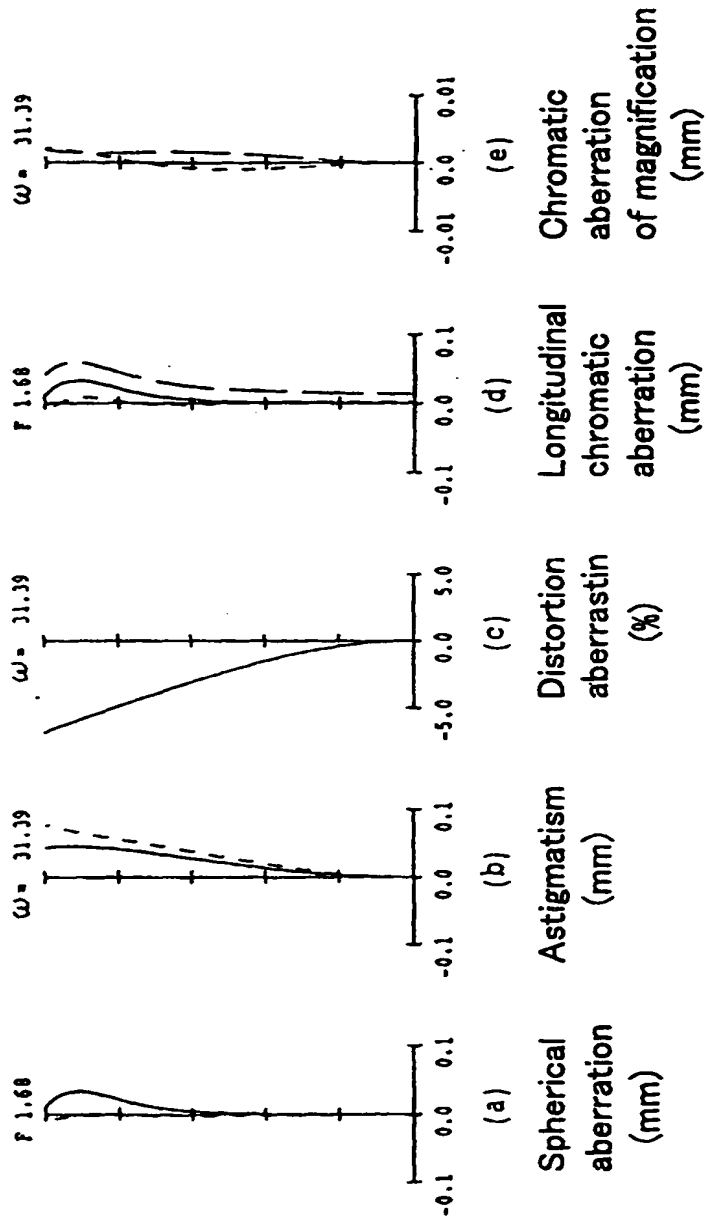 F 1.68
-0.1 0.0 0.1
(a)
Spherical
aberration
(mm)
ω= 31.39
-0.1 0.0 0.1
(b)
Astigmatism
(mm)
ω= 31.39
-5.0 0.0 5.0
(c)
Distortion
aberrastin
(%)
F 1.68
-0.1 0.0 0.1
(d)
Longitudinal
chromatic
aberration
(mm)
ω= 31.39
-0.01 0.0 0.01
(e)
Chromatic
aberration
of magnification
(mm)